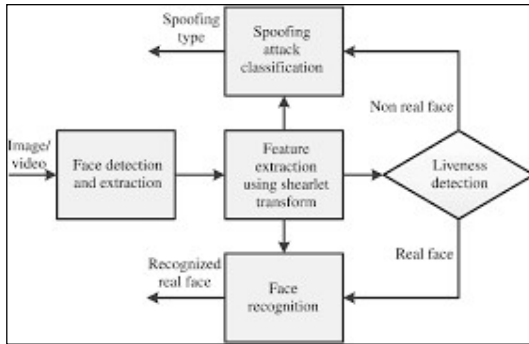 Spoofing
type
Spoofing
attack
classification
Non real face
Image/
video
Face detection
and extraction
Feature
extraction
using shearlet
transform
Liveness
detection
Real face
Recognized
real face
Face
recognition